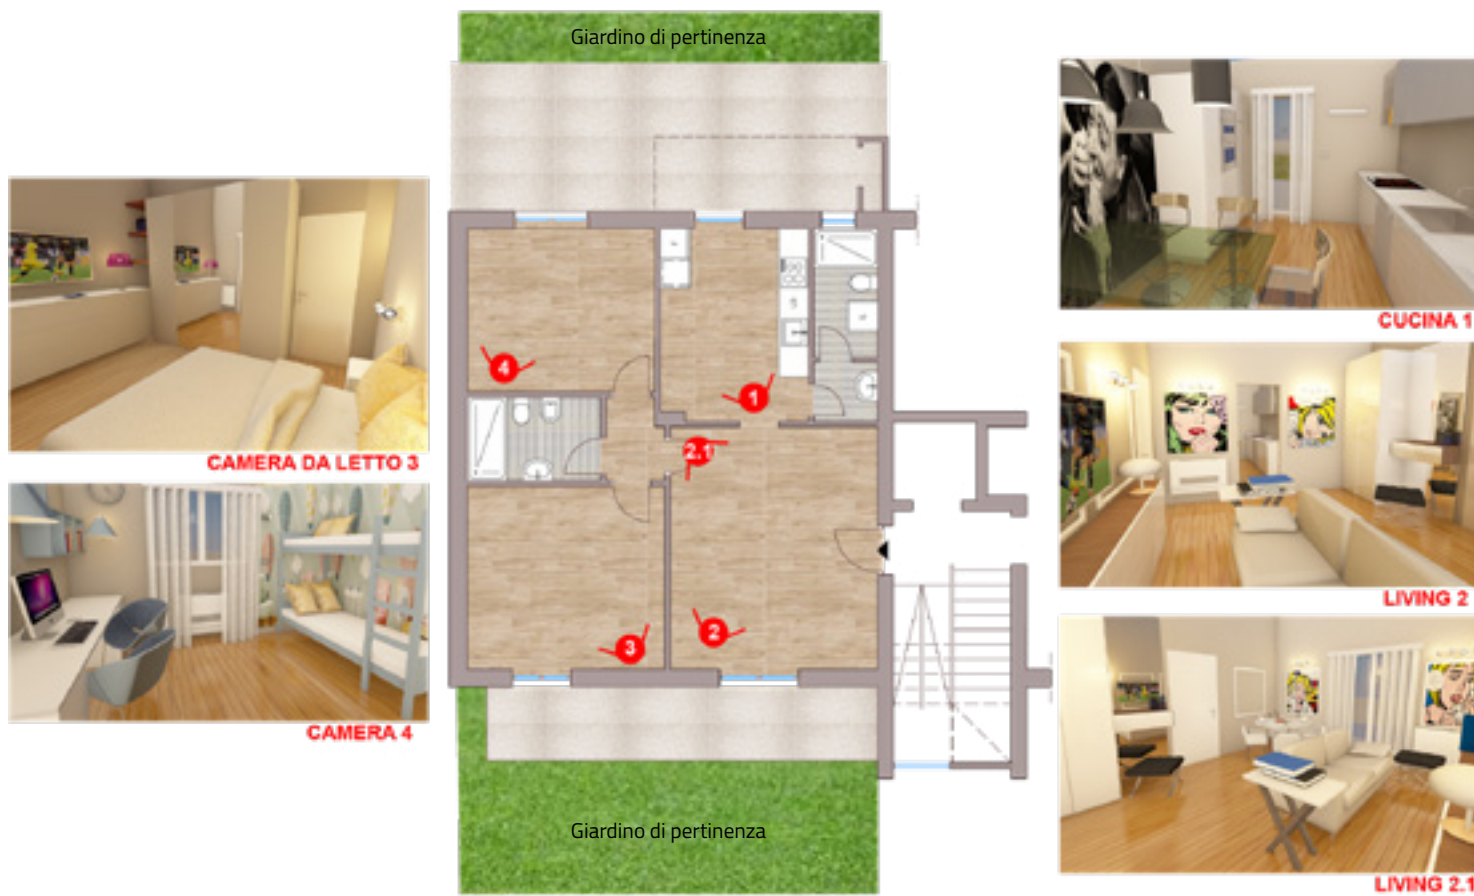 Giardino di pertinenza
CUCINA 1
CAMERA DA LETTO 3
4
1
2.1
LIVING 2
3
2
CAMERA 4
Giardino di pertinenza
LIVING 2.1